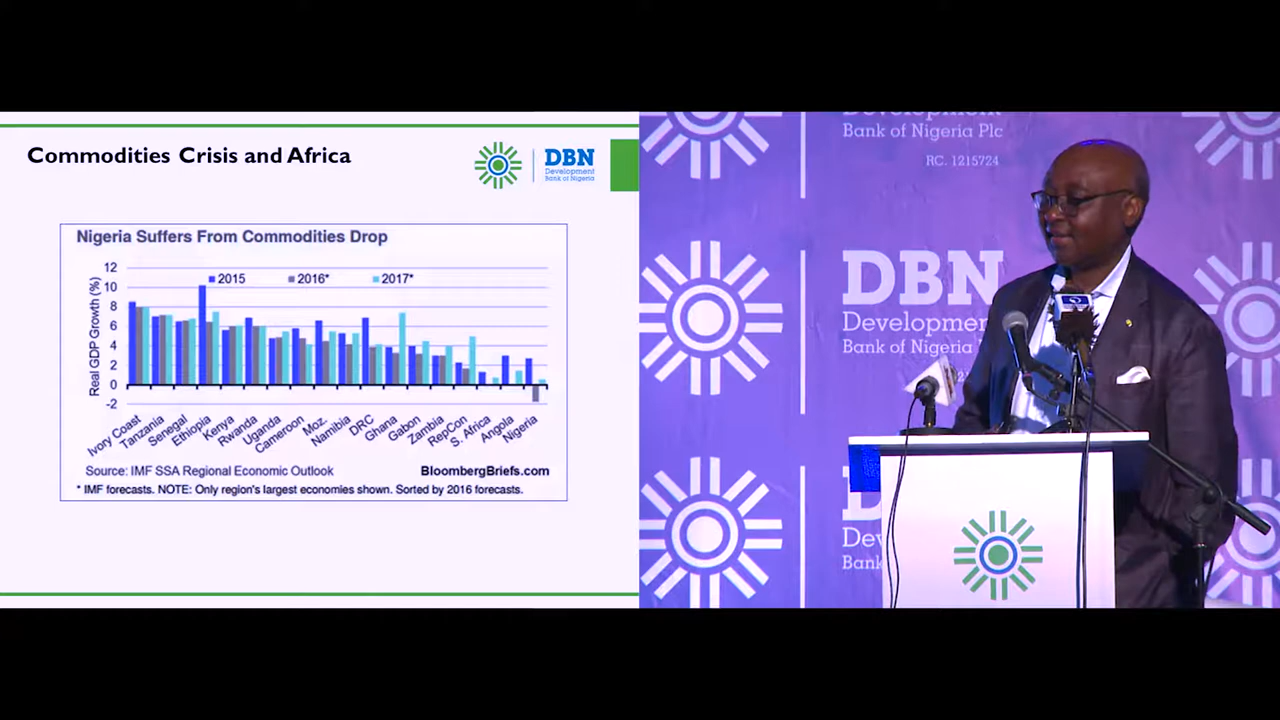 Commodities Crisis and Africa
DBN
Development
Bank of Nigeria
Nigeria Suffers From Commodities Drop
2015
2016*
2017*
Real GDP Growth (%)
12
10
8
6
4
2
0
-2
Ivory Coast
Tanzania
Senegal
Ethiopia
Kenya
Rwanda
Uganda
Cameroon
Moz.
Namibia
DRC
Ghana
Gabon
Zambia
RepCon
S. Africa
Angola
Nigeria
Source: IMF SSA Regional Economic Outlook
BloombergBriefs.com
* IMF forecasts. NOTE: Only region's largest economies shown. Sorted by 2016 forecasts.
Development
Bank of Nigeria Plc
RC. 1215724
DBN
Developmen
Bank of Nigeria
Bank